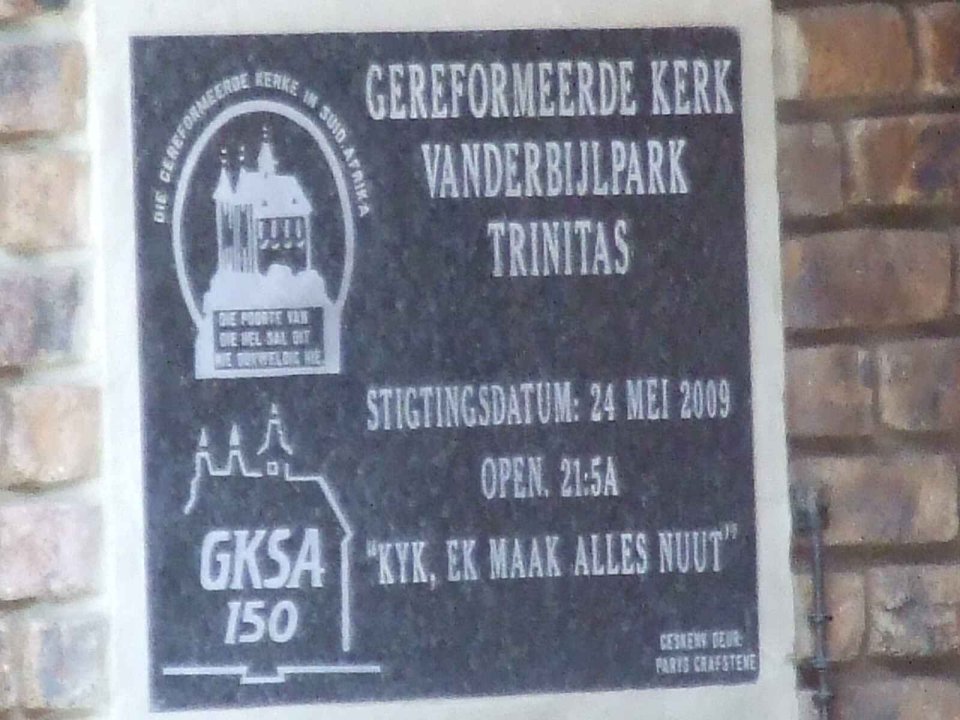 DIE GEREFORMEERDE KERKE IN SUID-AFRIKA
DIE POORTE VAN
DIE HEL SAL DIT
NIE OORWELDIG NIE
GKSA
150
GEREFORMEERDE KERK
VANDERBIJLPARK
TRINITAS
STIGTINGSDATUM: 24 MEI 2009
OPEN. 21:5A
"KYK, EK MAAK ALLES NUUT"
GESKENK DEUR:
PARYS GRAFSTENE